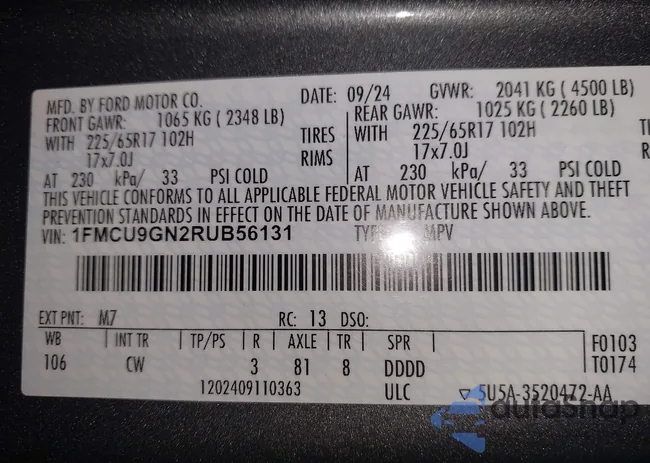 MFD. BY FORD MOTOR CO. DATE: 09/24 GVWR: 2041 KG ( 4500 LB)
FRONT GAWR: 1065 KG ( 2348 LB) REAR GAWR: 1025 KG ( 2260 LB)
WITH 225/65R17 102H TIRES WITH 225/65R17 102H
17x7.0J RIMS 17x7.0J
AT 230 kPa/ 33 PSI COLD AT 230 kPa/ 33 PSI COLD
THIS VEHICLE CONFORMS TO ALL APPLICABLE FEDERAL MOTOR VEHICLE SAFETY AND THEFT
PREVENTION STANDARDS IN EFFECT ON THE DATE OF MANUFACTURE SHOWN ABOVE.
VIN: 1FMCU9GN2RUB56131 MPV
EXT PNT: M7 RC: 13 DSO:
WB INT TR TP/PS R AXLE TR SPR F0103
106 CW 3 81 8 DDDD T0174
1202409110363 ULC ▽ 5U5A-3520472-AA
autoSnap